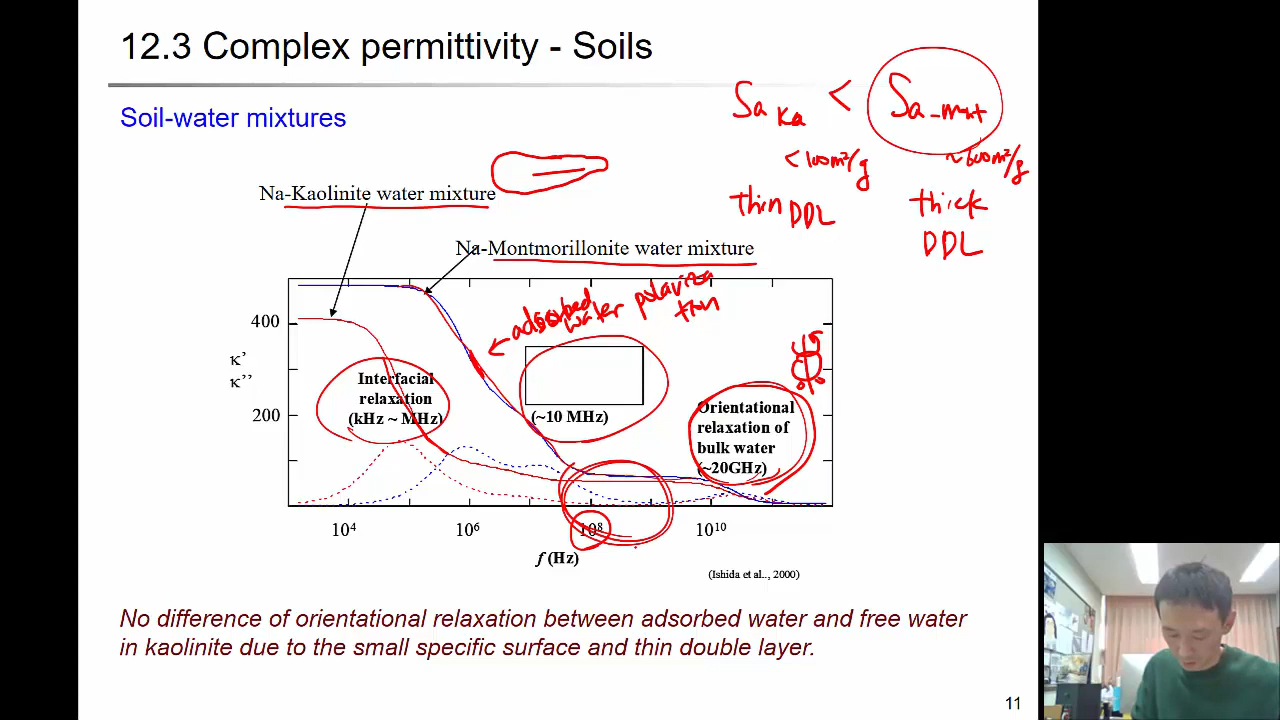 12.3 Complex permittivity - Soils
Soil-water mixtures
Sa Ka < Sa-mnt
<100m²/g ~600m²/g
thin DDL
thick
DDL
Na-Kaolinite water mixture
Na-Montmorillonite water mixture
adsorbed
water polariza
tion
400
κ'
κ''
200
Interfacial
relaxation
(kHz ~ MHz)
(~10 MHz)
Orientational
relaxation of
bulk water
(~20GHz)
10⁴ 10⁶ 10⁸ 10¹⁰
f (Hz)
(Ishida et al.., 2000)
No difference of orientational relaxation between adsorbed water and free water
in kaolinite due to the small specific surface and thin double layer.
11